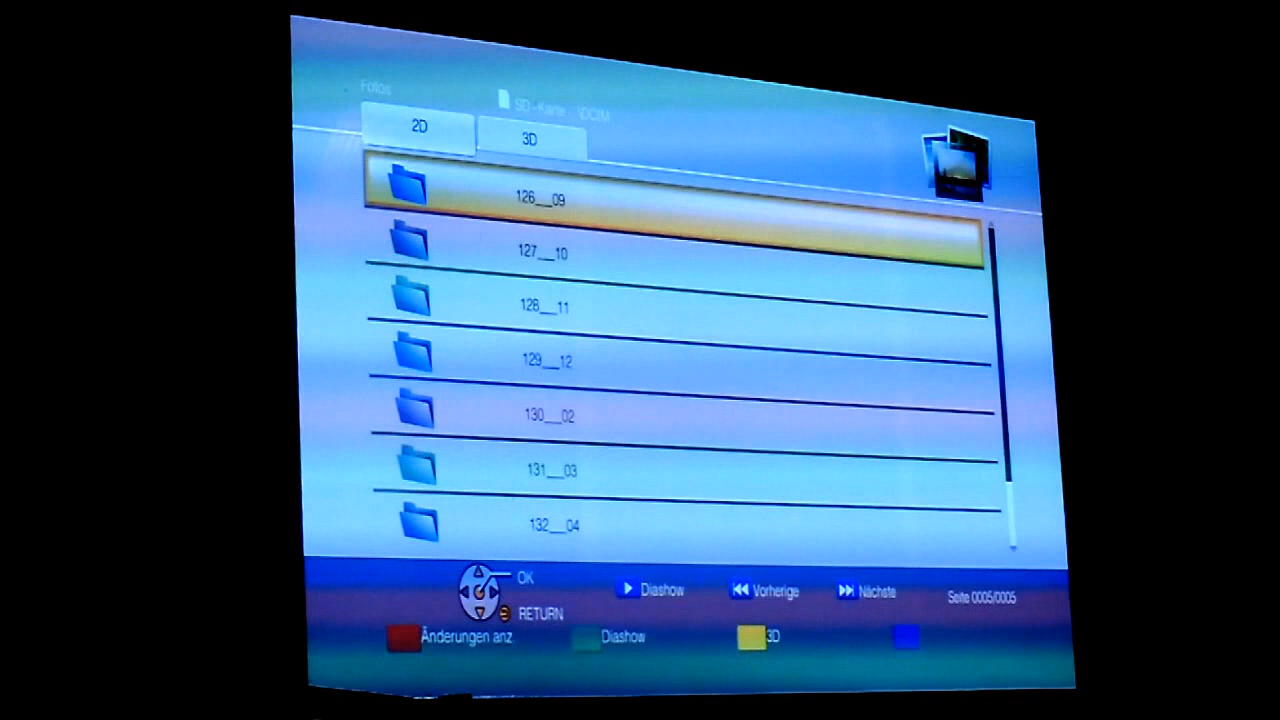 Fotos
SD-Karte \DCIM
2D
3D
126__09
127__10
128__11
129__12
130__02
131__03
132__04
OK
Diashow
Vorherige
Nächste
Seite 0005/0005
RETURN
Änderungen anz.
Diashow
3D